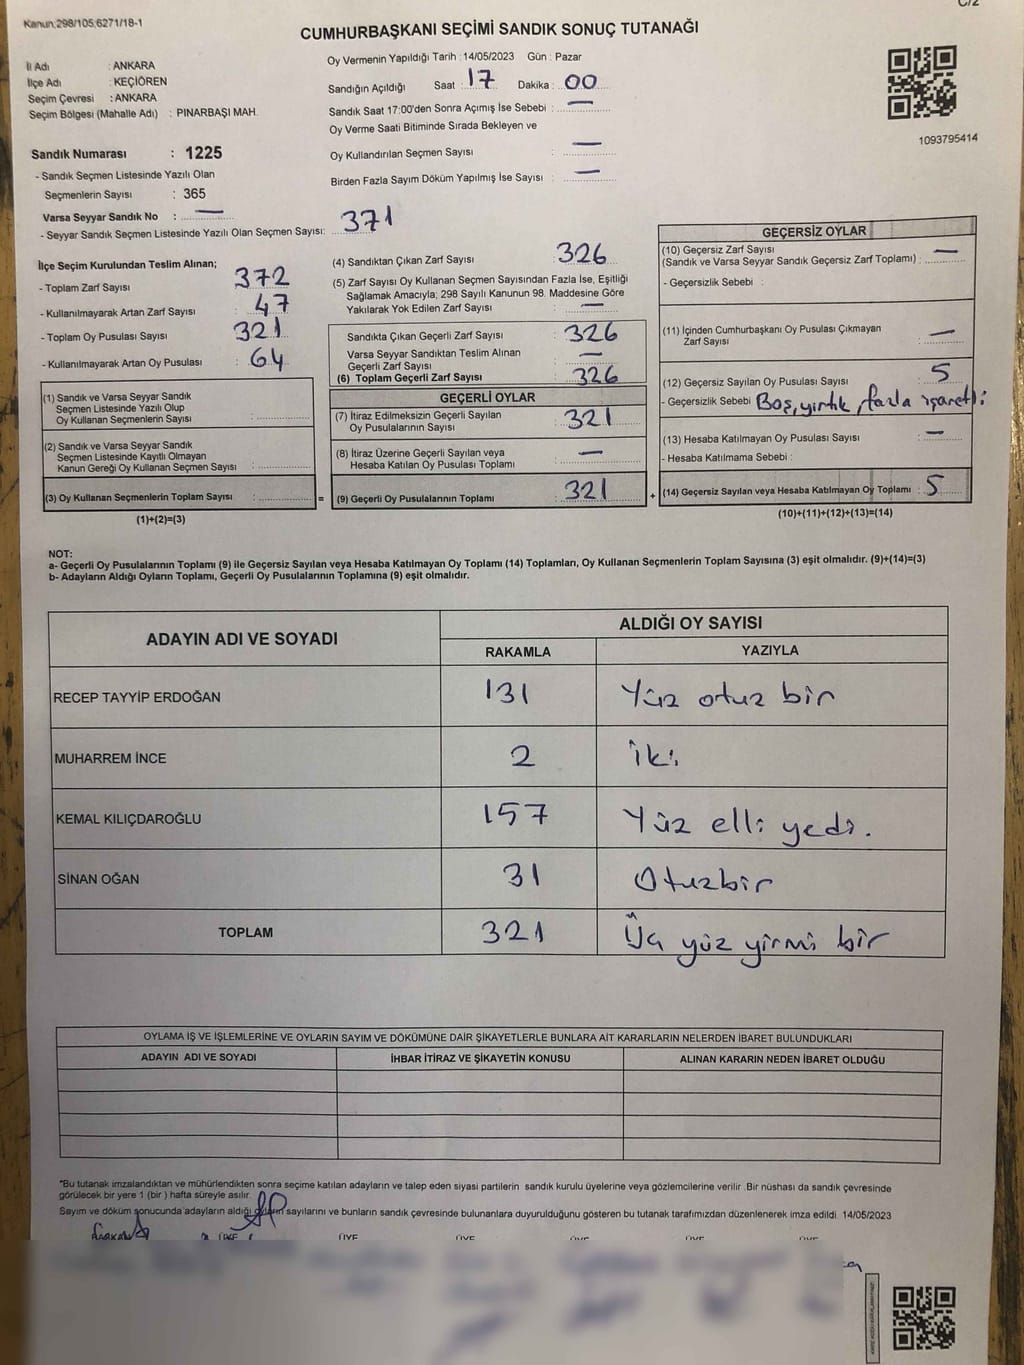 Kanun;298/105;6271/18-1
C/2
CUMHURBAŞKANI SEÇİMİ SANDIK SONUÇ TUTANAĞI
İl Adı : ANKARA
İlçe Adı : KEÇİÖREN
Seçim Çevresi : ANKARA
Seçim Bölgesi (Mahalle Adı) : PINARBAŞI MAH.
Oy Vermenin Yapıldığı Tarih : 14/05/2023 Gün : Pazar
Sandığın Açıldığı Saat : 17 Dakika : 00
Sandık Saat 17:00'den Sonra Açımış İse Sebebi : —
Oy Verme Saati Bitiminde Sırada Bekleyen ve
Oy Kullandırılan Seçmen Sayısı : —
Birden Fazla Sayım Döküm Yapılmış İse Sayısı : —
1093795414
Sandık Numarası : 1225
- Sandık Seçmen Listesinde Yazılı Olan
Seçmenlerin Sayısı : 365
Varsa Seyyar Sandık No : —
- Seyyar Sandık Seçmen Listesinde Yazılı Olan Seçmen Sayısı: 371
İlçe Seçim Kurulundan Teslim Alınan;
- Toplam Zarf Sayısı : 372
- Kullanılmayarak Artan Zarf Sayısı : 47
- Toplam Oy Pusulası Sayısı : 321
- Kullanılmayarak Artan Oy Pusulası : 64
(1) Sandık ve Varsa Seyyar Sandık
Seçmen Listesinde Yazılı Olup
Oy Kullanan Seçmenlerin Sayısı :
(2) Sandık ve Varsa Seyyar Sandık
Seçmen Listesinde Kayıtlı Olmayan
Kanun Gereği Oy Kullanan Seçmen Sayısı :
(3) Oy Kullanan Seçmenlerin Toplam Sayısı : =
(1)+(2)=(3)
(4) Sandıktan Çıkan Zarf Sayısı : 326
(5) Zarf Sayısı Oy Kullanan Seçmen Sayısından Fazla İse, Eşitliği
Sağlamak Amacıyla; 298 Sayılı Kanunun 98. Maddesine Göre
Yakılarak Yok Edilen Zarf Sayısı : —
Sandıkta Çıkan Geçerli Zarf Sayısı : 326
Varsa Seyyar Sandıktan Teslim Alınan
Geçerli Zarf Sayısı : —
(6) Toplam Geçerli Zarf Sayısı : 326
GEÇERLİ OYLAR
(7) İtiraz Edilmeksizin Geçerli Sayılan
Oy Pusulalarının Sayısı : 321
(8) İtiraz Üzerine Geçerli Sayılan veya
Hesaba Katılan Oy Pusulası Toplamı : —
(9) Geçerli Oy Pusulalarının Toplamı : 321 +
GEÇERSİZ OYLAR
(10) Geçersiz Zarf Sayısı
(Sandık ve Varsa Seyyar Sandık Geçersiz Zarf Toplamı) : —
- Geçersizlik Sebebi :
(11) İçinden Cumhurbaşkanı Oy Pusulası Çıkmayan
Zarf Sayısı : —
(12) Geçersiz Sayılan Oy Pusulası Sayısı : 5
- Geçersizlik Sebebi Boş, yırtık, fazla işaretli
(13) Hesaba Katılmayan Oy Pusulası Sayısı : —
- Hesaba Katılmama Sebebi :
(14) Geçersiz Sayılan veya Hesaba Katılmayan Oy Toplamı : 5
(10)+(11)+(12)+(13)=(14)
NOT:
a- Geçerli Oy Pusulalarının Toplamı (9) ile Geçersiz Sayılan veya Hesaba Katılmayan Oy Toplamı (14) Toplamları, Oy Kullanan Seçmenlerin Toplam Sayısına (3) eşit olmalıdır. (9)+(14)=(3)
b- Adayların Aldığı Oyların Toplamı, Geçerli Oy Pusulalarının Toplamına (9) eşit olmalıdır.
ADAYIN ADI VE SOYADI
ALDIĞI OY SAYISI
RAKAMLA YAZIYLA
RECEP TAYYİP ERDOĞAN 131 Yüz otuz bir
MUHARREM İNCE 2 iki
KEMAL KILIÇDAROĞLU 157 Yüz elli yedi.
SİNAN OĞAN 31 Otuzbir
TOPLAM 321 Üç yüz yirmi bir
OYLAMA İŞ VE İŞLEMLERİNE VE OYLARIN SAYIM VE DÖKÜMÜNE DAİR ŞİKAYETLERLE BUNLARA AİT KARARLARIN NELERDEN İBARET BULUNDUKLARI
ADAYIN ADI VE SOYADI İHBAR İTİRAZ VE ŞİKAYETİN KONUSU ALINAN KARARIN NEDEN İBARET OLDUĞU
*Bu tutanak imzalandıktan ve mühürlendikten sonra seçime katılan adayların ve talep eden siyasi partilerin sandık kurulu üyelerine veya gözlemcilerine verilir .Bir nüshası da sandık çevresinde
görülecek bir yere 1 (bir) hafta süreyle asılır.
Sayım ve döküm sonucunda adayların aldığı oyların sayılarını ve bunların sandık çevresinde bulunanlara duyurulduğunu gösteren bu tutanak tarafımızdan düzenlenerek imza edildi. 14/05/2023
ÜYE ÜYE ÜYE ÜYE ÜYE ÜYE